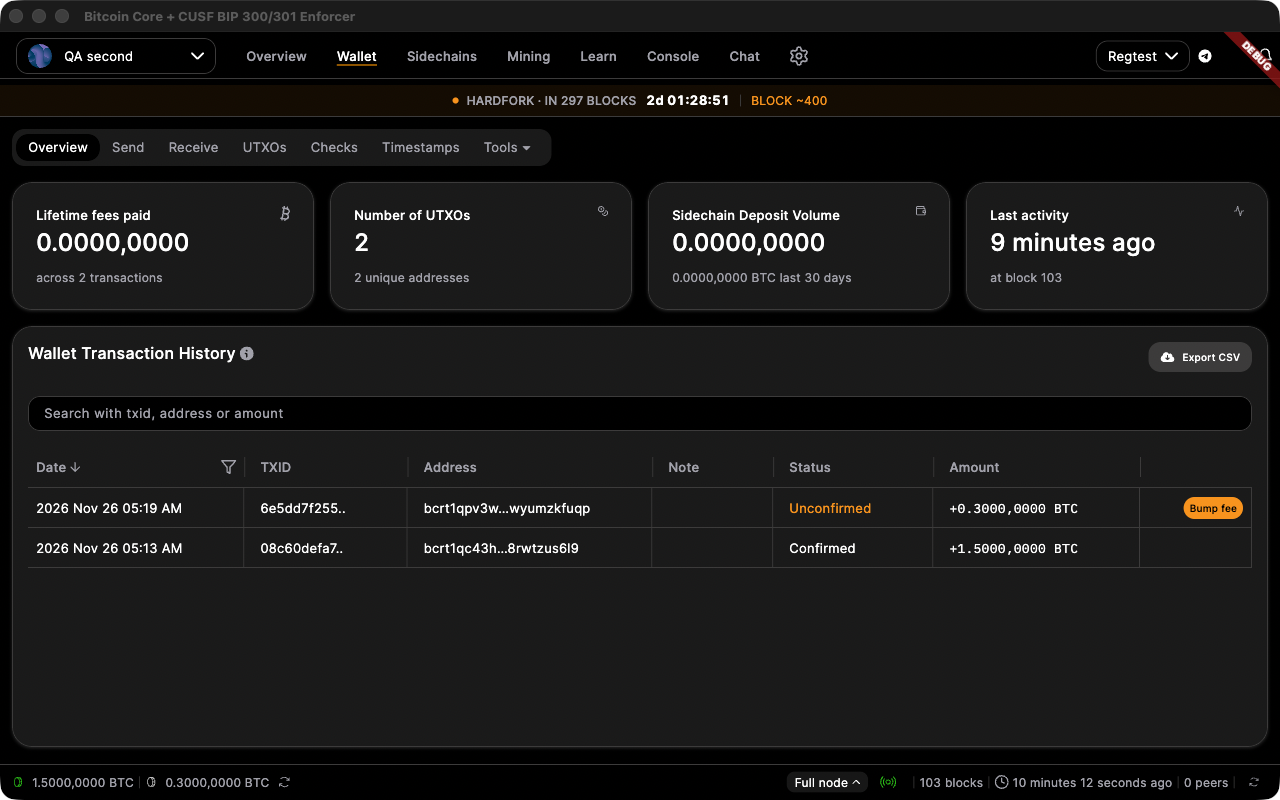 Bitcoin Core + CUSF BIP 300/301 Enforcer
QA second Overview Wallet Sidechains Mining Learn Console Chat Regtest DEBUG
HARDFORK · IN 297 BLOCKS 2d 01:28:51 BLOCK ~400
Overview Send Receive UTXOs Checks Timestamps Tools
Lifetime fees paid
0.0000,0000
across 2 transactions
Number of UTXOs
2
2 unique addresses
Sidechain Deposit Volume
0.0000,0000
0.0000,0000 BTC last 30 days
Last activity
9 minutes ago
at block 103
Wallet Transaction History
Export CSV
Search with txid, address or amount
Date TXID Address Note Status Amount
2026 Nov 26 05:19 AM 6e5dd7f255.. bcrt1qpv3w...wyumzkfuqp Unconfirmed +0.3000,0000 BTC Bump fee
2026 Nov 26 05:13 AM 08c60defa7.. bcrt1qc43h...8rwtzus6l9 Confirmed +1.5000,0000 BTC
1.5000,0000 BTC 0.3000,0000 BTC Full node 103 blocks 10 minutes 12 seconds ago 0 peers